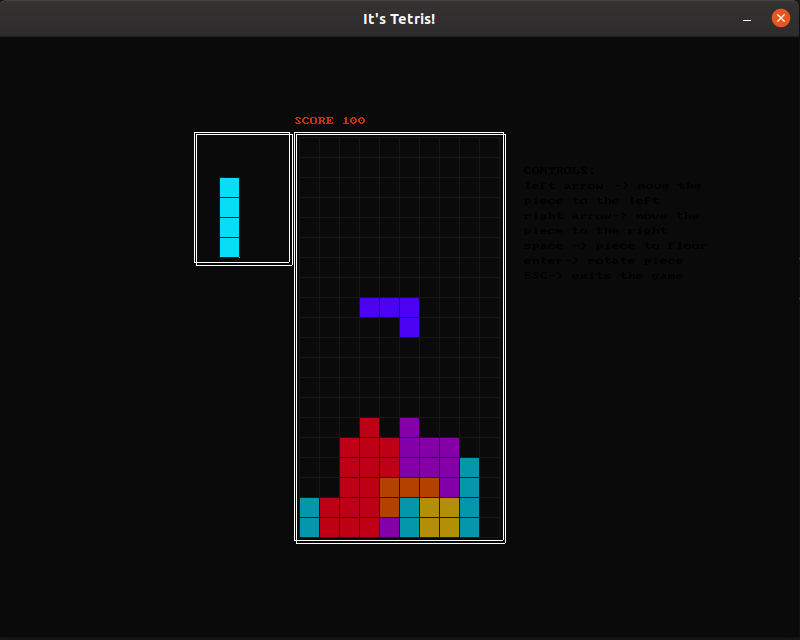 It's Tetris!
SCORE 100
CONTROLS:
left arrow -> move the
piece to the left
right arrow-> move the
piece to the right
space -> piece to floor
enter-> rotate piece
ESC-> exits the game